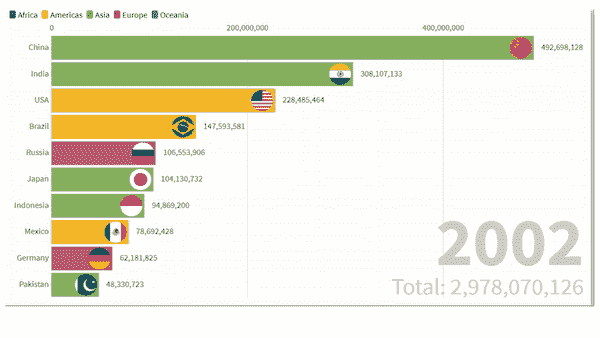 Africa Americas Asia Europe Oceania
0 200,000,000 400,000,000
China 492,698,128
India 308,107,133
USA 228,485,464
Brazil 147,593,581
Russia 106,553,906
Japan 104,130,732
Indonesia 94,869,200
Mexico 78,692,428
Germany 62,181,825
Pakistan 48,330,723
2002
Total: 2,978,070,126